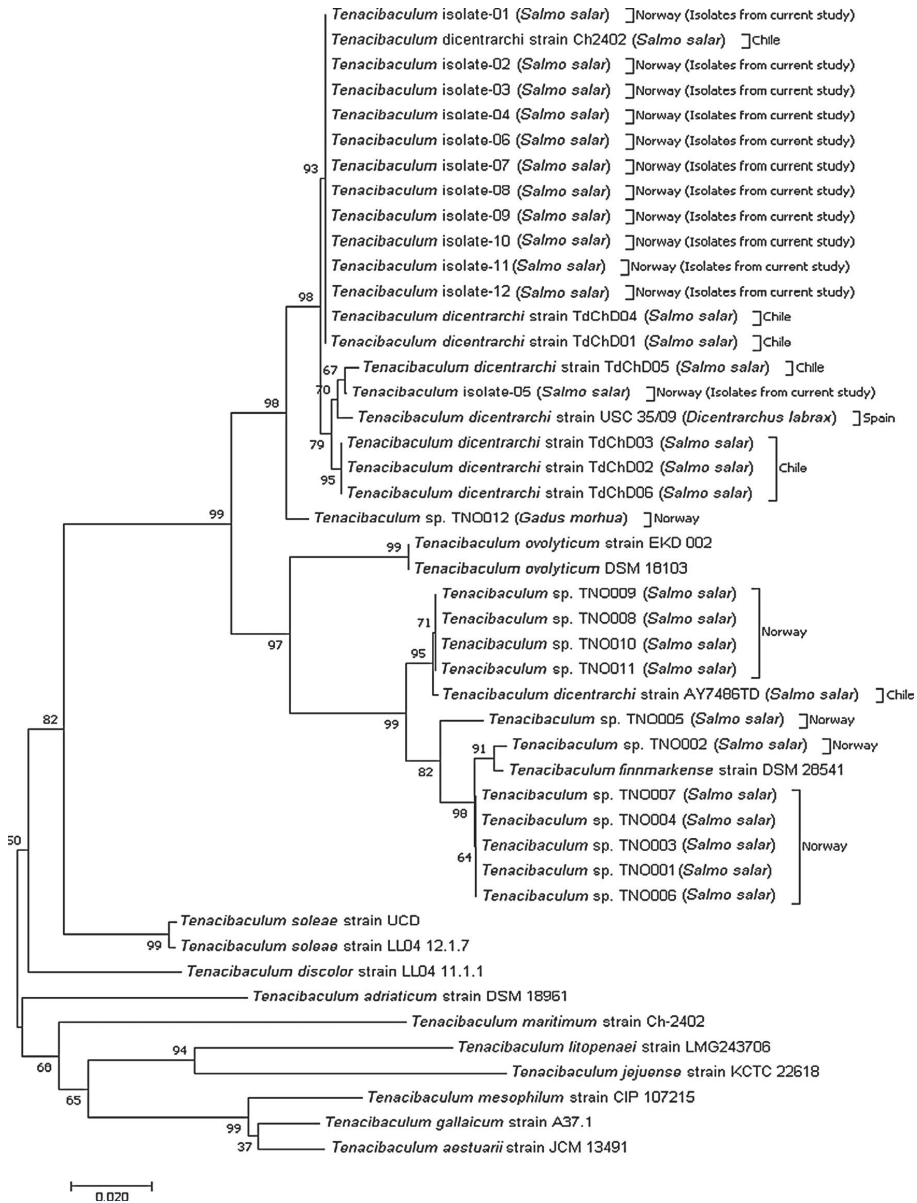 Tenacibaculum isolate-01 (Salmo salar) Norway (Isolates from current study)
Tenacibaculum dicentrarchi strain Ch2402 (Salmo salar) Chile
Tenacibaculum isolate-02 (Salmo salar) Norway (Isolates from current study)
Tenacibaculum isolate-03 (Salmo salar) Norway (Isolates from current study)
Tenacibaculum isolate-04 (Salmo salar) Norway (Isolates from current study)
Tenacibaculum isolate-06 (Salmo salar) Norway (Isolates from current study)
93 Tenacibaculum isolate-07 (Salmo salar) Norway (Isolates from current study)
Tenacibaculum isolate-08 (Salmo salar) Norway (Isolates from current study)
Tenacibaculum isolate-09 (Salmo salar) Norway (Isolates from current study)
Tenacibaculum isolate-10 (Salmo salar) Norway (Isolates from current study)
Tenacibaculum isolate-11 (Salmo salar) Norway (Isolates from current study)
98 Tenacibaculum isolate-12 (Salmo salar) Norway (Isolates from current study)
Tenacibaculum dicentrarchi strain TdChD04 (Salmo salar) Chile
Tenacibaculum dicentrarchi strain TdChD01 (Salmo salar) Chile
67 Tenacibaculum dicentrarchi strain TdChD05 (Salmo salar) Chile
70 Tenacibaculum isolate-05 (Salmo salar) Norway (Isolates from current study)
98 Tenacibaculum dicentrarchi strain USC 35/09 (Dicentrarchus labrax) Spain
79 Tenacibaculum dicentrarchi strain TdChD03 (Salmo salar)
95 Tenacibaculum dicentrarchi strain TdChD02 (Salmo salar) Chile
Tenacibaculum dicentrarchi strain TdChD06 (Salmo salar)
99 Tenacibaculum sp. TNO012 (Gadus morhua) Norway
99 Tenacibaculum ovolyticum strain EKD 002
Tenacibaculum ovolyticum DSM 18103
Tenacibaculum sp. TNO009 (Salmo salar)
71 Tenacibaculum sp. TNO008 (Salmo salar) Norway
97 95 Tenacibaculum sp. TNO010 (Salmo salar)
Tenacibaculum sp. TNO011 (Salmo salar)
Tenacibaculum dicentrarchi strain AY7486TD (Salmo salar) Chile
82 99 Tenacibaculum sp. TNO005 (Salmo salar) Norway
91 Tenacibaculum sp. TNO002 (Salmo salar) Norway
82 Tenacibaculum finnmarkense strain DSM 28541
Tenacibaculum sp. TNO007 (Salmo salar)
98 Tenacibaculum sp. TNO004 (Salmo salar)
50 Tenacibaculum sp. TNO003 (Salmo salar) Norway
64 Tenacibaculum sp. TNO001 (Salmo salar)
Tenacibaculum sp. TNO006 (Salmo salar)
Tenacibaculum soleae strain UCD
99 Tenacibaculum soleae strain LL04 12.1.7
Tenacibaculum discolor strain LL04 11.1.1
Tenacibaculum adriaticum strain DSM 18961
Tenacibaculum maritimum strain Ch-2402
94 Tenacibaculum litopenaei strain LMG243706
68 Tenacibaculum jejuense strain KCTC 22618
65 Tenacibaculum mesophilum strain CIP 107215
99 Tenacibaculum gallaicum strain A37.1
37 Tenacibaculum aestuarii strain JCM 13491
0.020